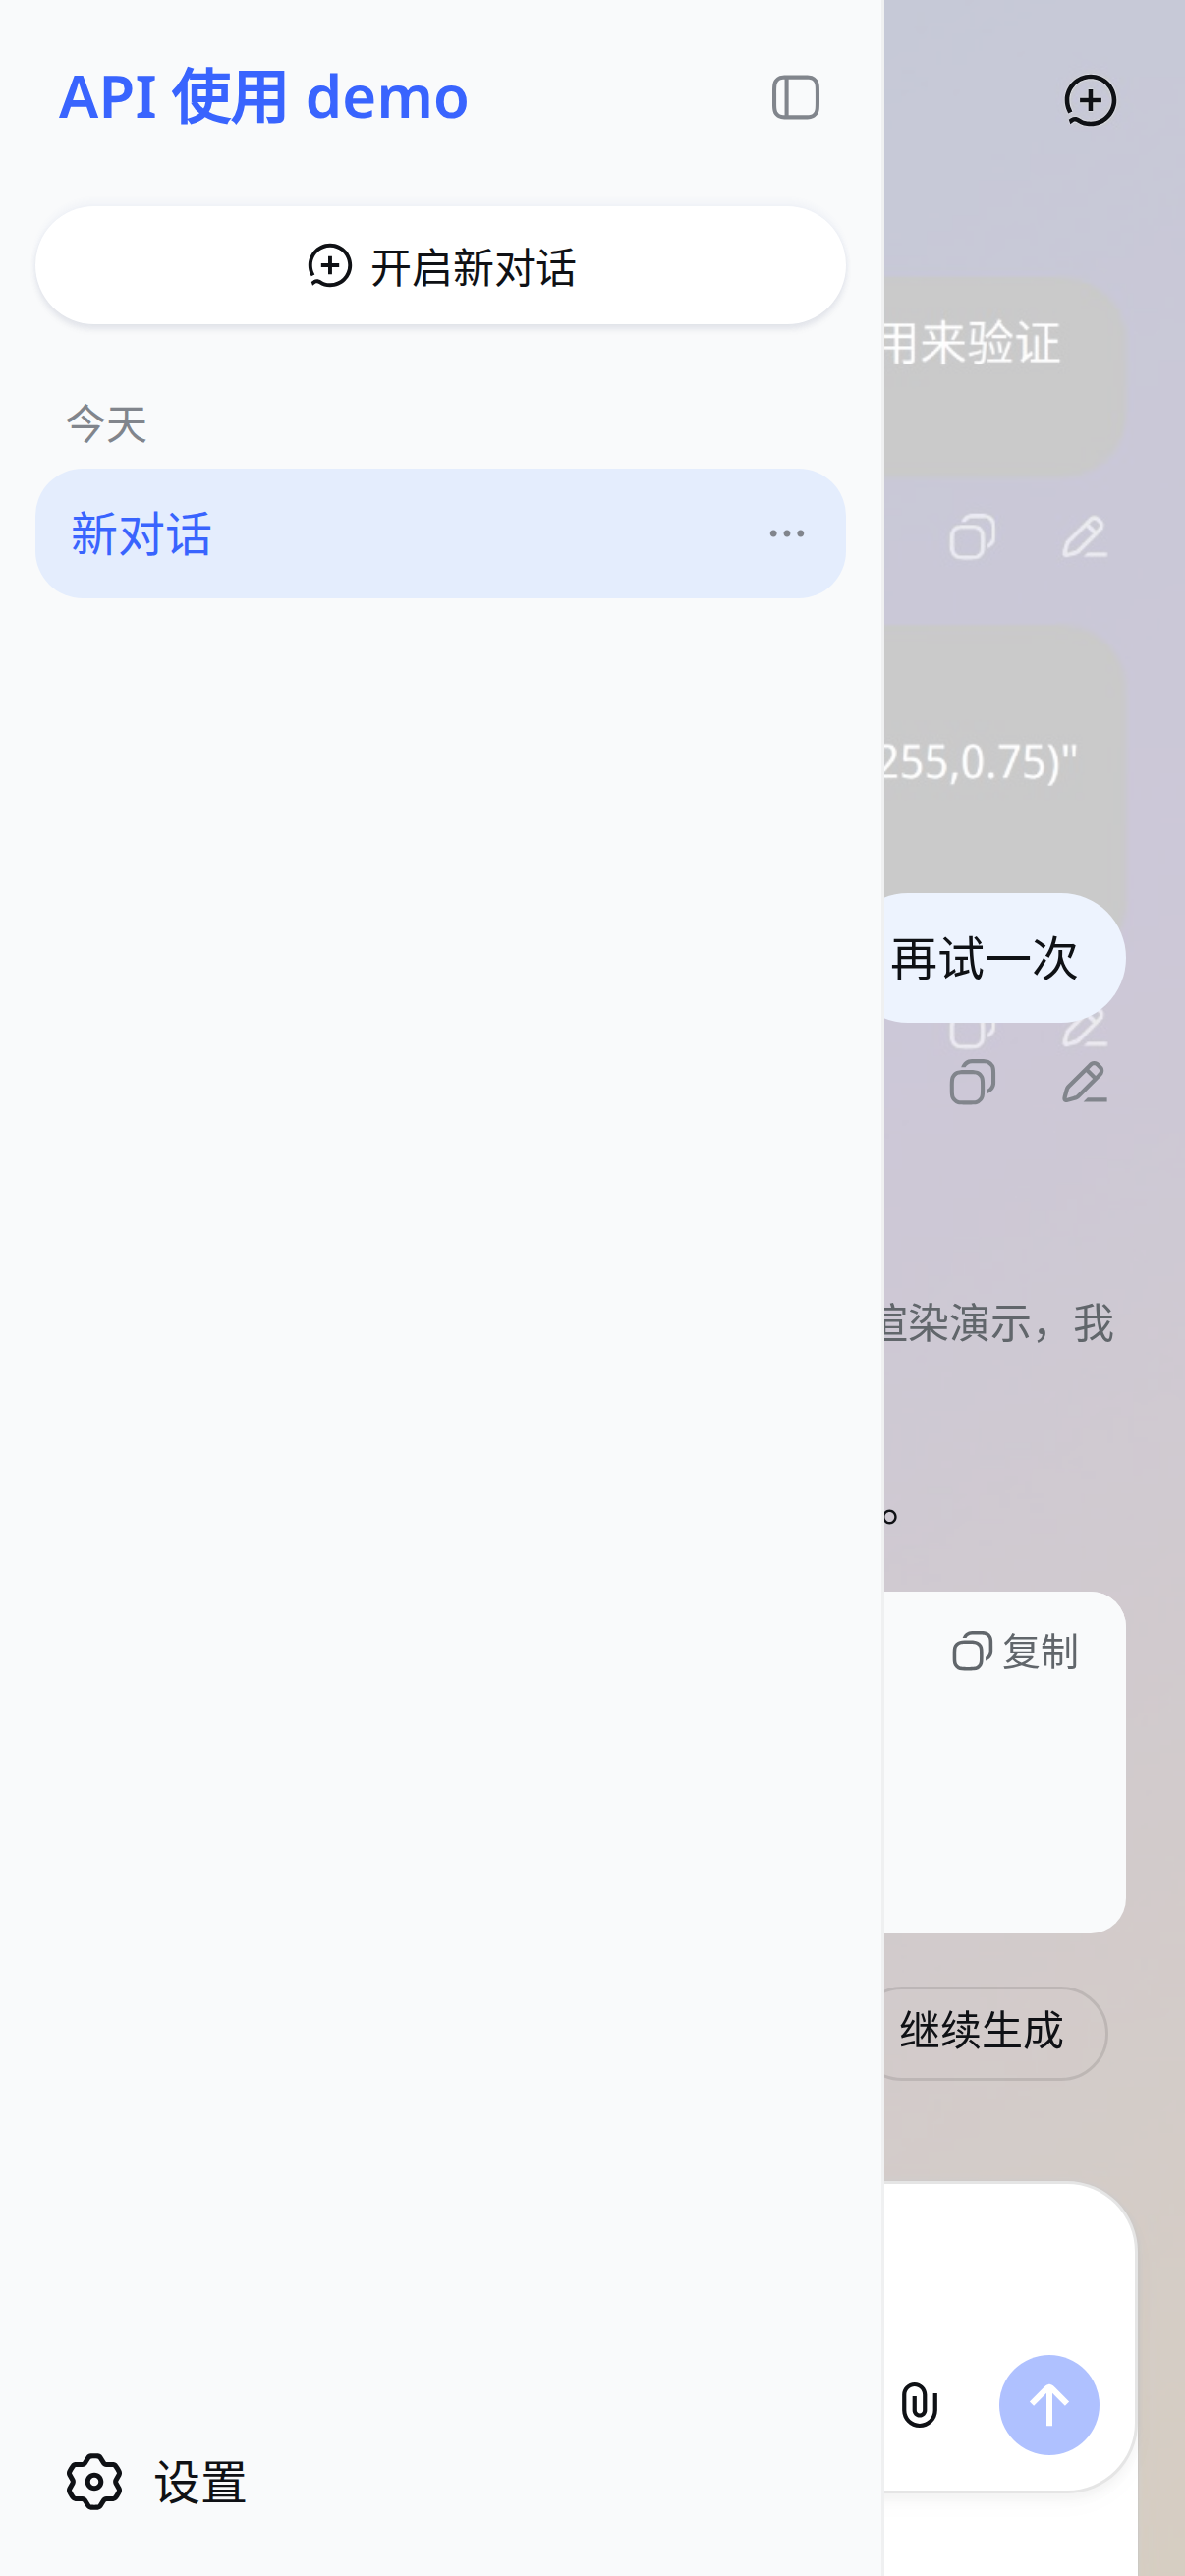 API 使用 demo
开启新对话
今天
新对话
设置
用来验证
255,0.75)"
再试一次
渲染演示，我
。
复制
继续生成